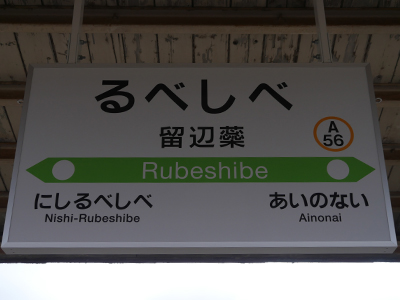 るべしべ
留辺蘂
A
56
Rubeshibe
にしるべしべ
Nishi-Rubeshibe
あいのない
Ainonai